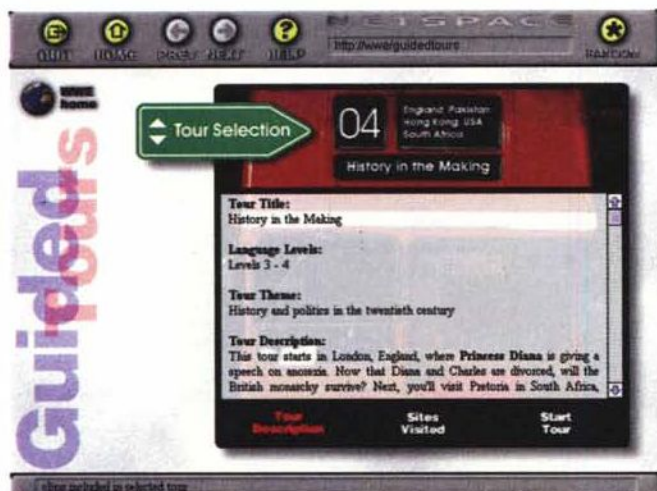 NETSPACE
QUIT
HOME
PREV
NEXT
HELP
http://wwe/guidedtours
RANDOM
WWE
home
Guided
Tours
Tour Selection
04
England, Pakistan
Hong Kong, USA
South Africa
History in the Making
Tour Title:
History in the Making
Language Levels:
Levels 3 - 4
Tour Theme:
History and politics in the twentieth century
Tour Description:
This tour starts in London, England, where Princess Diana is giving a
speech on anorexia. Now that Diana and Charles are divorced, will the
British monarchy survive? Next, you'll visit Pretoria in South Africa,
Tour
Description
Sites
Visited
Start
Tour
included in selected tour